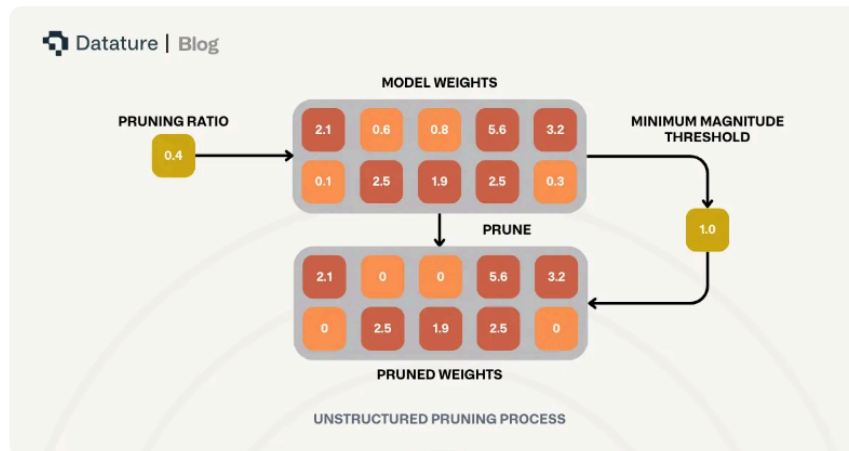 Datature | Blog
MODEL WEIGHTS
PRUNING RATIO
0.4
2.1 0.6 0.8 5.6 3.2
0.1 2.5 1.9 2.5 0.3
MINIMUM MAGNITUDE
THRESHOLD
1.0
PRUNE
2.1 0 0 5.6 3.2
0 2.5 1.9 2.5 0
PRUNED WEIGHTS
UNSTRUCTURED PRUNING PROCESS